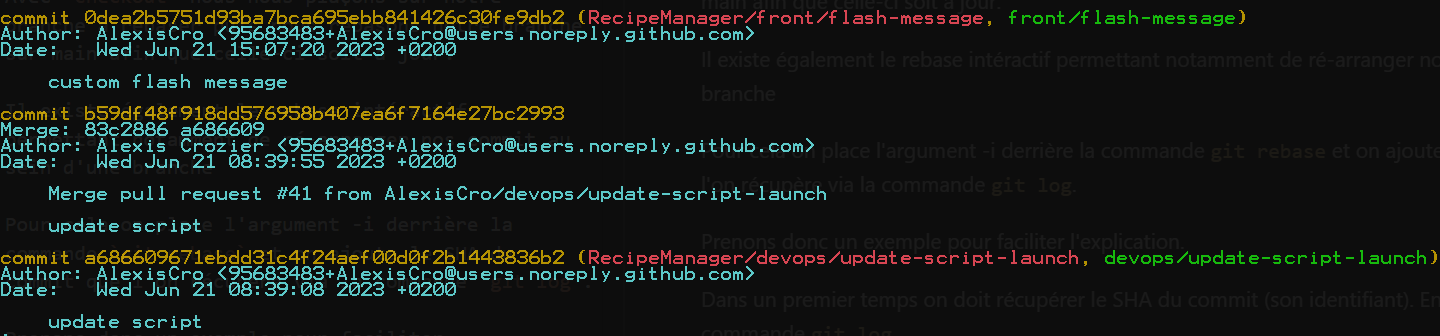 commit 0dea2b5751d93ba7bca695ebb841426c30fe9db2 (RecipeManager/front/flash-message, front/flash-message)
Author: AlexisCro <95683483+AlexisCro@users.noreply.github.com>
Date:   Wed Jun 21 15:07:20 2023 +0200
custom flash message
commit b59df48f918dd576958b407ea6f7164e27bc2993
Merge: 83c2886 a686609
Author: Alexis Crozier <95683483+AlexisCro@users.noreply.github.com>
Date:   Wed Jun 21 08:39:55 2023 +0200
Merge pull request #41 from AlexisCro/devops/update-script-launch
update script
commit a686609671ebdd31c4f24aef00d0f2b1443836b2 (RecipeManager/devops/update-script-launch, devops/update-script-launch)
Author: AlexisCro <95683483+AlexisCro@users.noreply.github.com>
Date:   Wed Jun 21 08:39:08 2023 +0200
update script
main afin que celle-ci soit à jour.
Il existe également le rebase intéractif permettant notamment de ré-arranger no
branche
place l'argument -i derrière la commande git rebase et on ajoute
l'on récupère via la commande git log.
Prenons donc un exemple pour faciliter l'explication.
Dans un premier temps on doit récupérer le SHA du commit (son identifiant). En
commande git log